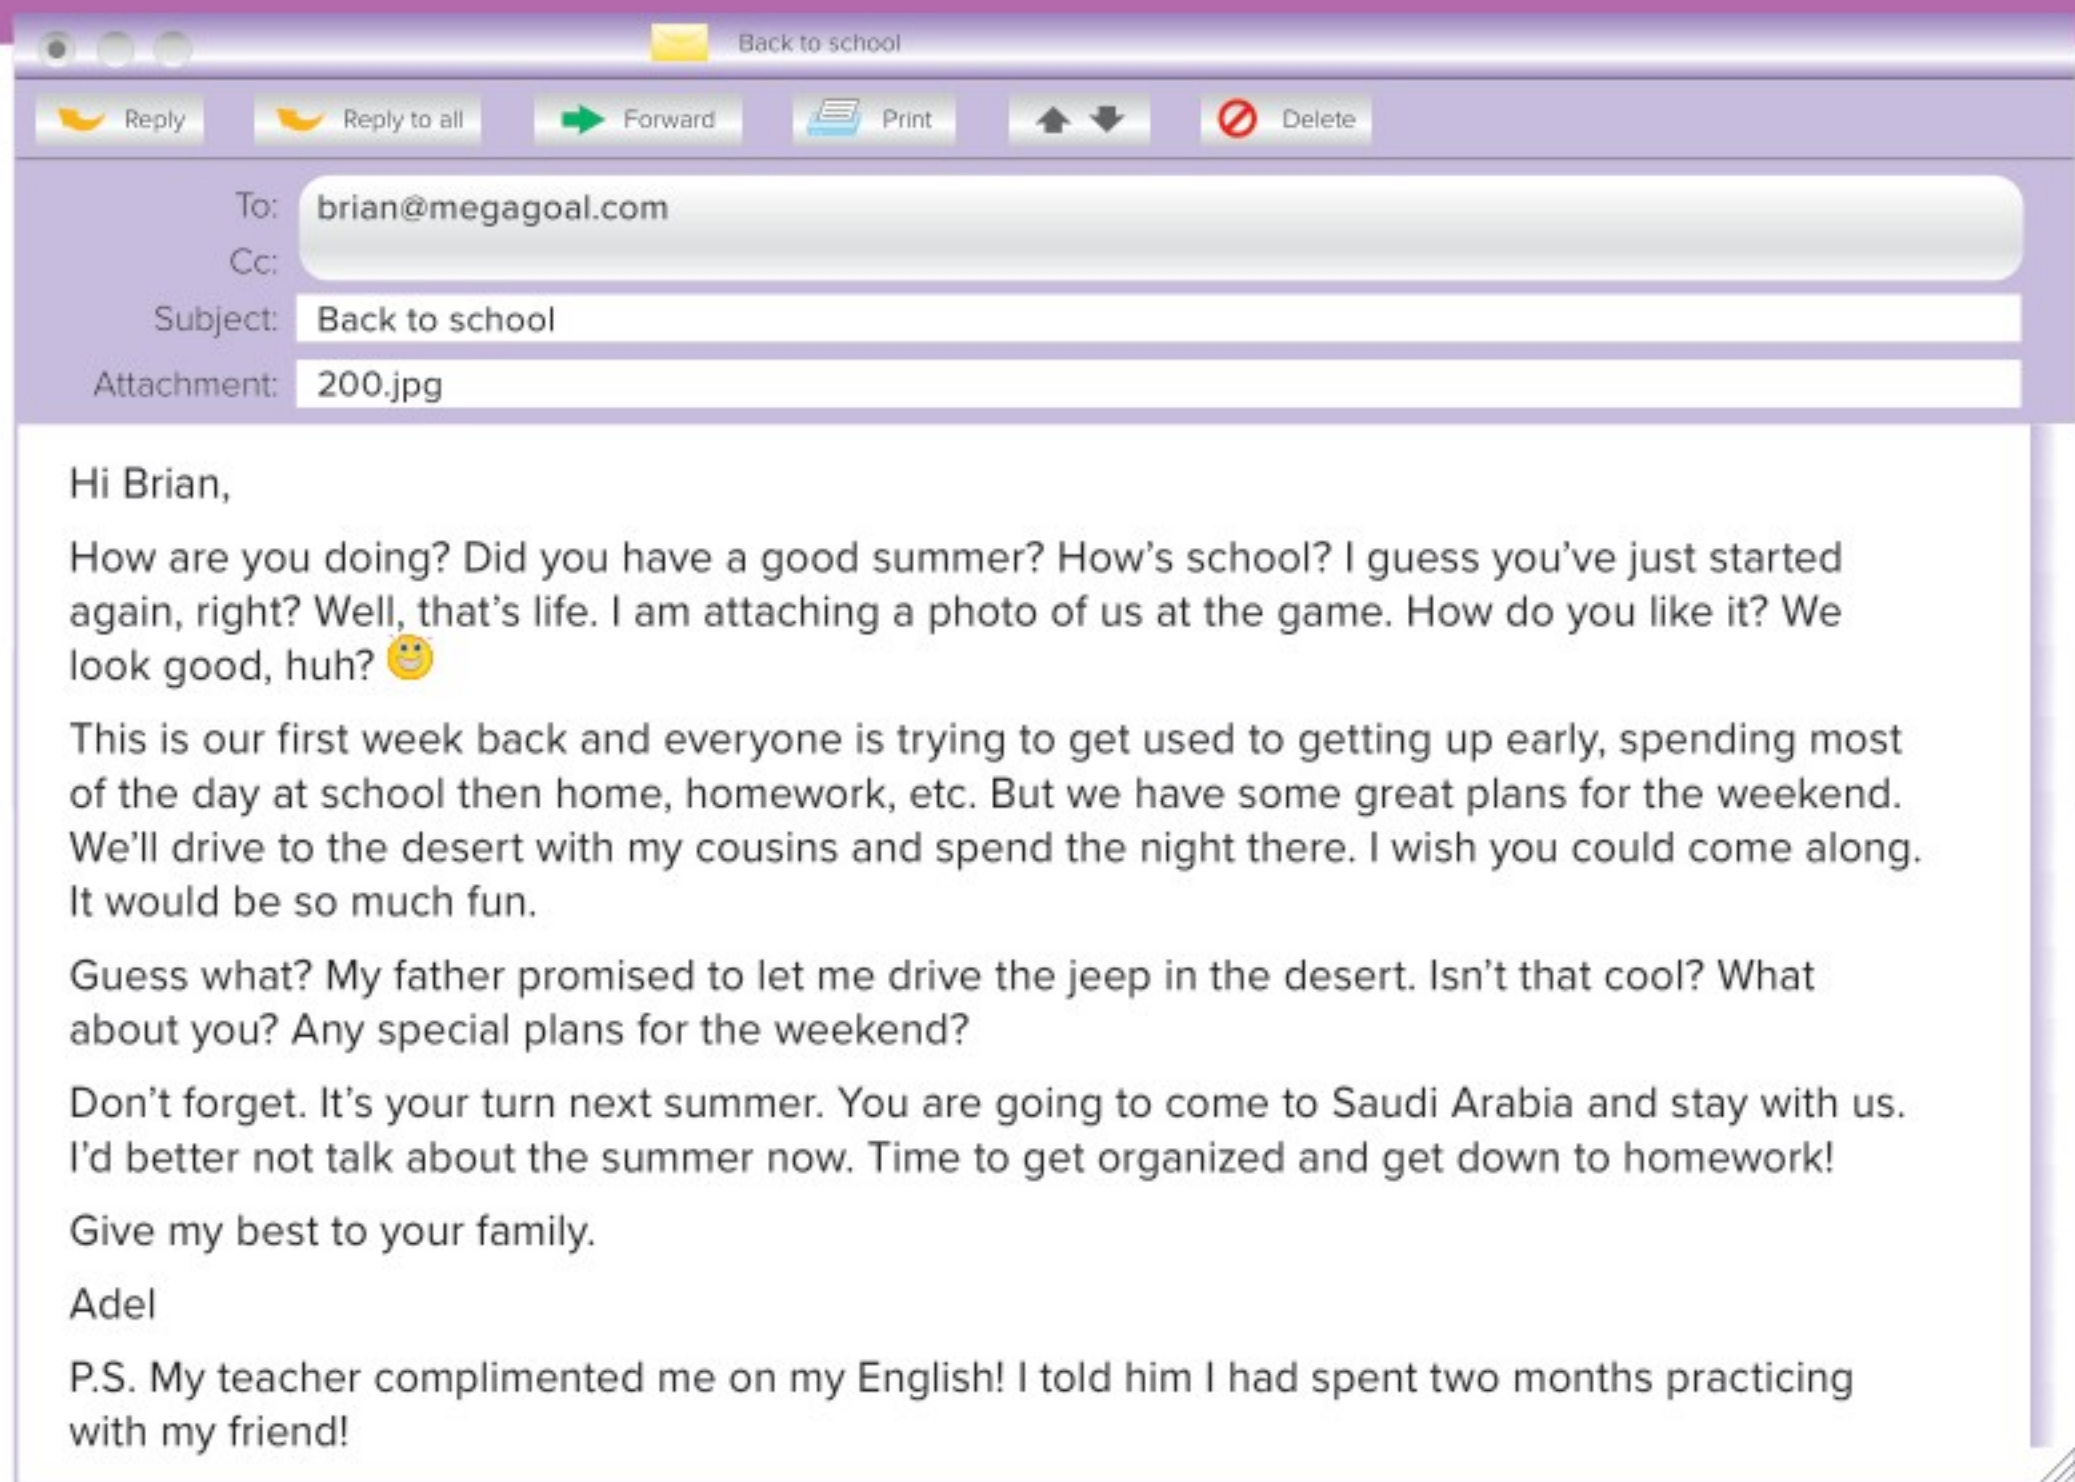 Back to school
Reply
Reply to all
Forward
Print
Delete
To: brian@megagoal.com
Cc:
Subject: Back to school
Attachment: 200.jpg
Hi Brian,
How are you doing? Did you have a good summer? How's school? I guess you've just started
again, right? Well, that's life. I am attaching a photo of us at the game. How do you like it? We
look good, huh?
This is our first week back and everyone is trying to get used to getting up early, spending most
of the day at school then home, homework, etc. But we have some great plans for the weekend.
We'll drive to the desert with my cousins and spend the night there. I wish you could come along.
It would be so much fun.
Guess what? My father promised to let me drive the jeep in the desert. Isn't that cool? What
about you? Any special plans for the weekend?
Don't forget. It's your turn next summer. You are going to come to Saudi Arabia and stay with us.
I'd better not talk about the summer now. Time to get organized and get down to homework!
Give my best to your family.
Adel
P.S. My teacher complimented me on my English! I told him I had spent two months practicing
with my friend!